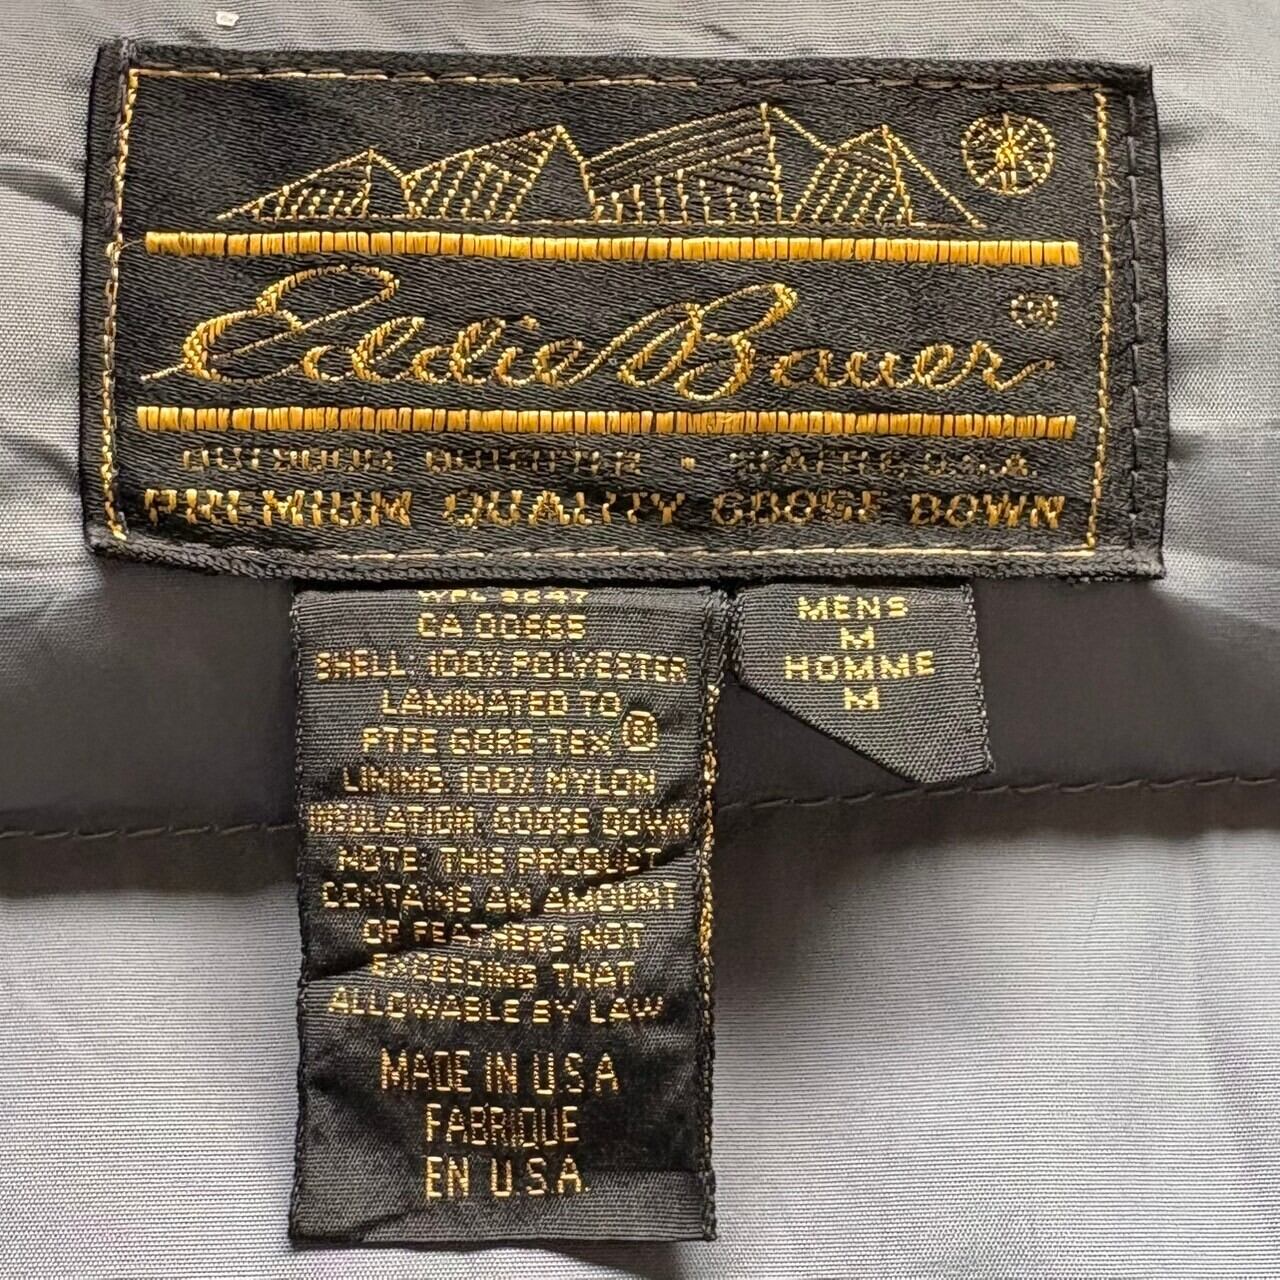 Eddie Bauer ®
OUTDOOR OUTFITTER • SEATTLE, U.S.A.
PREMIUM QUALITY GOOSE DOWN
CA 00665
SHELL: 100% POLYESTER
LAMINATED TO
PTFE GORE-TEX ®
LINING: 100% NYLON
INSULATION: GOOSE DOWN
NOTE: THIS PRODUCT
CONTAINS AN AMOUNT
OF FEATHERS NOT
EXCEEDING THAT
ALLOWABLE BY LAW
MADE IN U.S.A
FABRIQUE
EN U.S.A.
MENS
M
HOMME
M